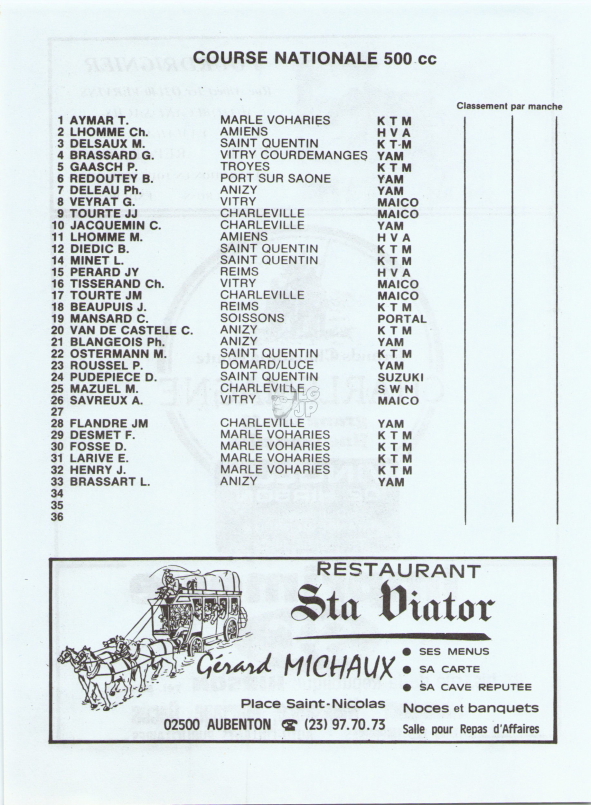 COURSE NATIONALE 500 cc
Classement par manche
1 AYMAR T. MARLE VOHARIES K T M
2 LHOMME Ch. AMIENS H V A
3 DELSAUX M. SAINT QUENTIN K T M
4 BRASSARD G. VITRY COURDEMANGES YAM
5 GAASCH P. TROYES K T M
6 REDOUTEY B. PORT SUR SAONE YAM
7 DELEAU Ph. ANIZY YAM
8 VEYRAT G. VITRY MAICO
9 TOURTE JJ CHARLEVILLE MAICO
10 JACQUEMIN C. CHARLEVILLE YAM
11 LHOMME M. AMIENS H V A
12 DIEDIC B. SAINT QUENTIN K T M
14 MINET L. SAINT QUENTIN K T M
15 PERARD JY REIMS H V A
16 TISSERAND Ch. VITRY MAICO
17 TOURTE JM CHARLEVILLE MAICO
18 BEAUPUIS J. REIMS K T M
19 MANSARD C. SOISSONS PORTAL
20 VAN DE CASTELE C. ANIZY K T M
21 BLANGEOIS Ph. ANIZY YAM
22 OSTERMANN M. SAINT QUENTIN K T M
23 ROUSSEL P. DOMARD/LUCE YAM
24 PUDEPIECE D. SAINT QUENTIN SUZUKI
25 MAZUEL M. CHARLEVILLE S W N
26 SAVREUX A. VITRY MAICO
27
28 FLANDRE JM CHARLEVILLE YAM
29 DESMET F. MARLE VOHARIES K T M
30 FOSSE D. MARLE VOHARIES K T M
31 LARIVE E. MARLE VOHARIES K T M
32 HENRY J. MARLE VOHARIES K T M
33 BRASSART L. ANIZY YAM
34
35
36
RESTAURANT
Sta Viator
Gérard MICHAUX
● SES MENUS
● SA CARTE
● SA CAVE REPUTEE
Place Saint-Nicolas
Noces et banquets
02500 AUBENTON ☎ (23) 97.70.73
Salle pour Repas d'Affaires